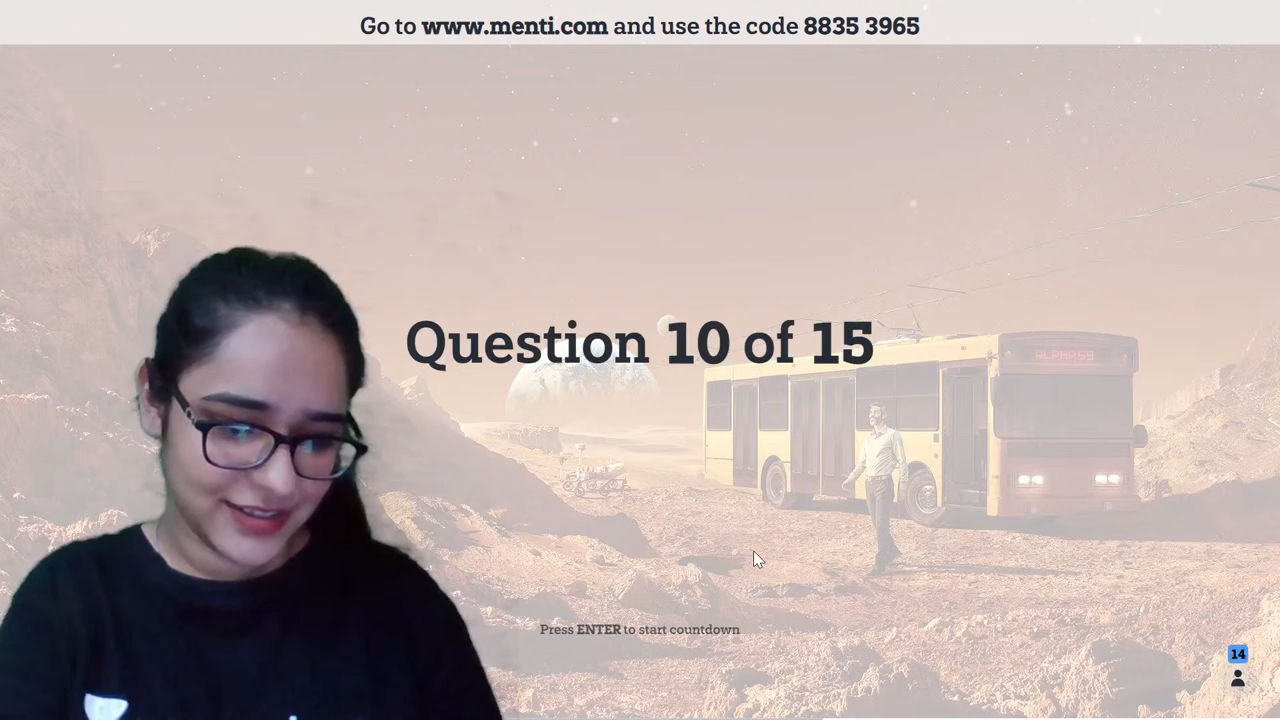 Go to www.menti.com and use the code 8835 3965
Question 10 of 15
ALPHA59
Press ENTER to start countdown
14